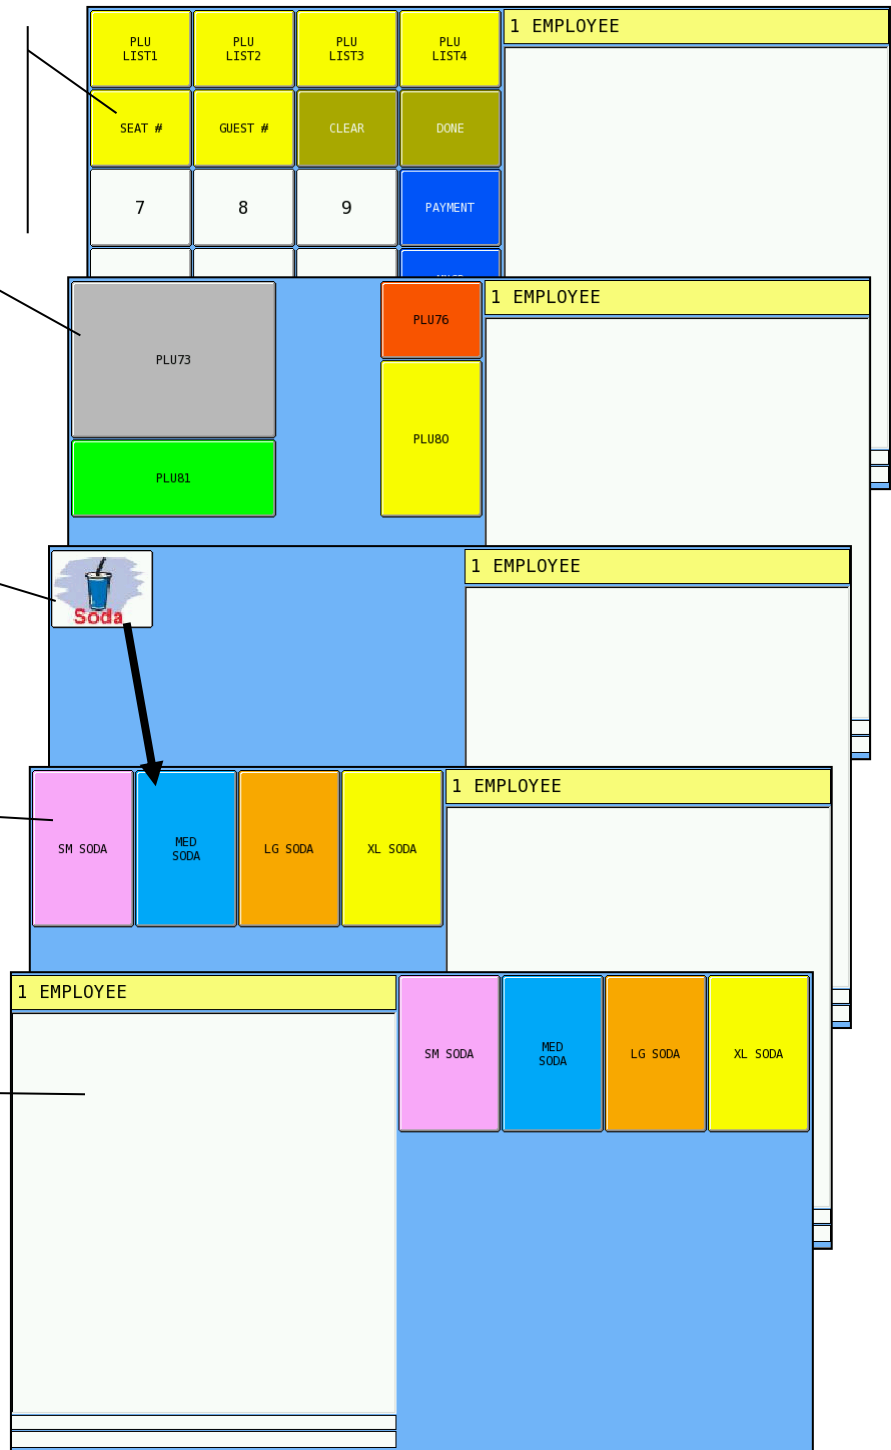 PLU
LIST1
PLU
LIST2
PLU
LIST3
PLU
LIST4
1 EMPLOYEE
SEAT #
GUEST #
CLEAR
DONE
7
8
9
PAYMENT
1 EMPLOYEE
PLU73
PLU76
PLU80
PLU81
1 EMPLOYEE
Soda
1 EMPLOYEE
SM SODA
MED
SODA
LG SODA
XL SODA
1 EMPLOYEE
SM SODA
MED
SODA
LG SODA
XL SODA